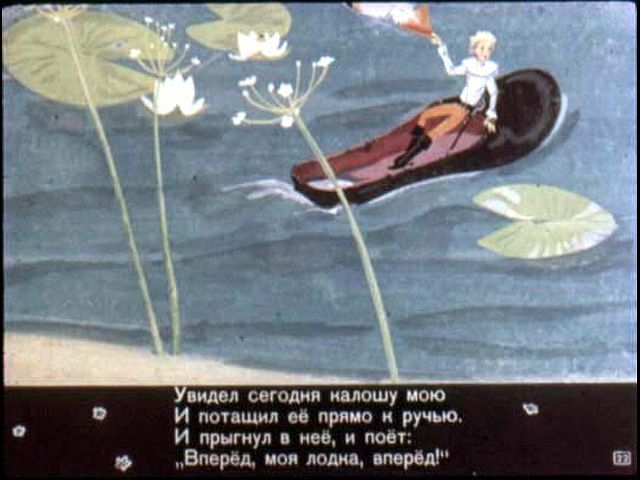 Увидел сегодня калошу мою
И потащил её прямо к ручью.
И прыгнул в неё, и поёт:
„Вперёд, моя лодка, вперёд!“